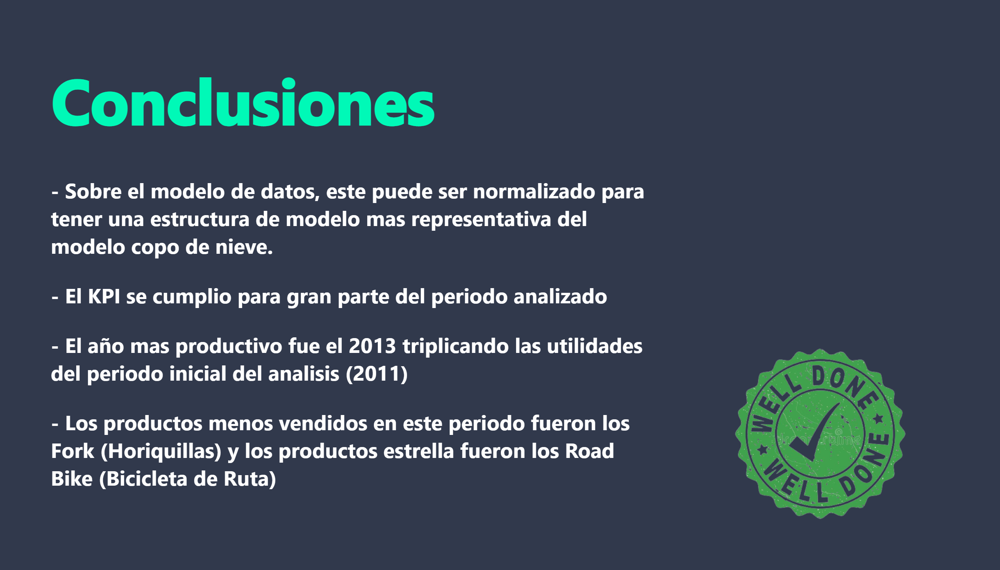 Conclusiones
- Sobre el modelo de datos, este puede ser normalizado para
tener una estructura de modelo mas representativa del
modelo copo de nieve.
- El KPI se cumplio para gran parte del periodo analizado
- El año mas productivo fue el 2013 triplicando las utilidades
del periodo inicial del analisis (2011)
- Los productos menos vendidos en este periodo fueron los
Fork (Horiquillas) y los productos estrella fueron los Road
Bike (Bicicleta de Ruta)
WELL DONE
WELL DONE